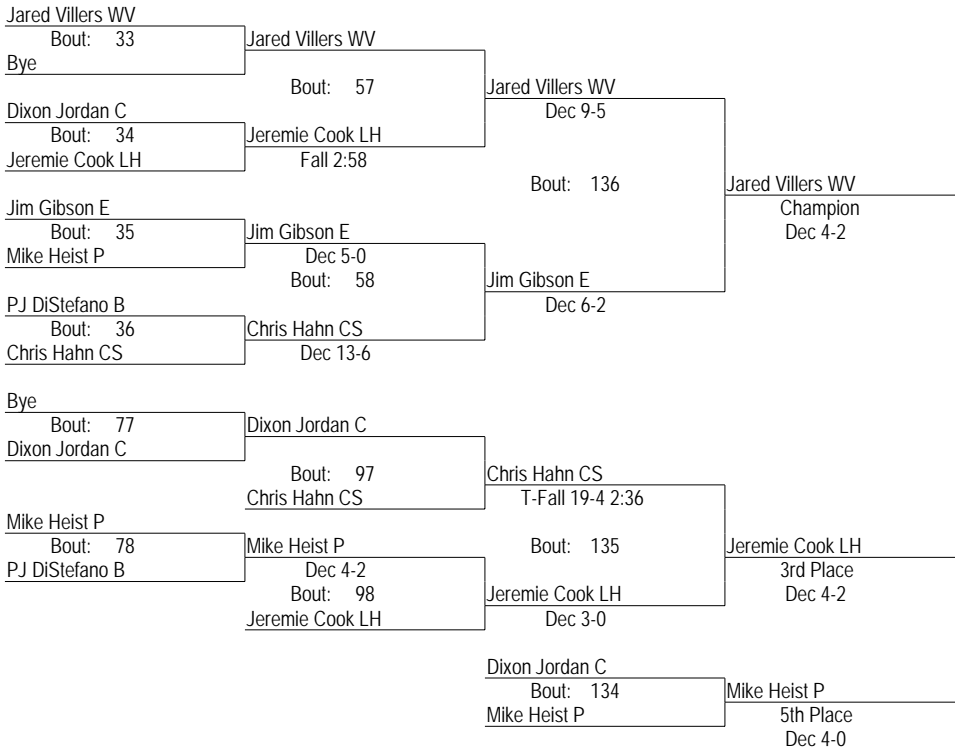 Jared Villers WV
Bout: 33
Jared Villers WV
Bye
Bout: 57
Jared Villers WV
Dec 9-5
Dixon Jordan C
Bout: 34
Jeremie Cook LH
Jeremie Cook LH
Fall 2:58
Bout: 136
Jared Villers WV
Champion
Dec 4-2
Jim Gibson E
Bout: 35
Jim Gibson E
Mike Heist P
Dec 5-0
Bout: 58
Jim Gibson E
Dec 6-2
PJ DiStefano B
Bout: 36
Chris Hahn CS
Chris Hahn CS
Dec 13-6
Bye
Bout: 77
Dixon Jordan C
Dixon Jordan C
Bout: 97
Chris Hahn CS
Chris Hahn CS
T-Fall 19-4 2:36
Mike Heist P
Bout: 78
Mike Heist P
PJ DiStefano B
Dec 4-2
Bout: 135
Jeremie Cook LH
3rd Place
Dec 4-2
Bout: 98
Jeremie Cook LH
Jeremie Cook LH
Dec 3-0
Dixon Jordan C
Bout: 134
Mike Heist P
Mike Heist P
5th Place
Dec 4-0